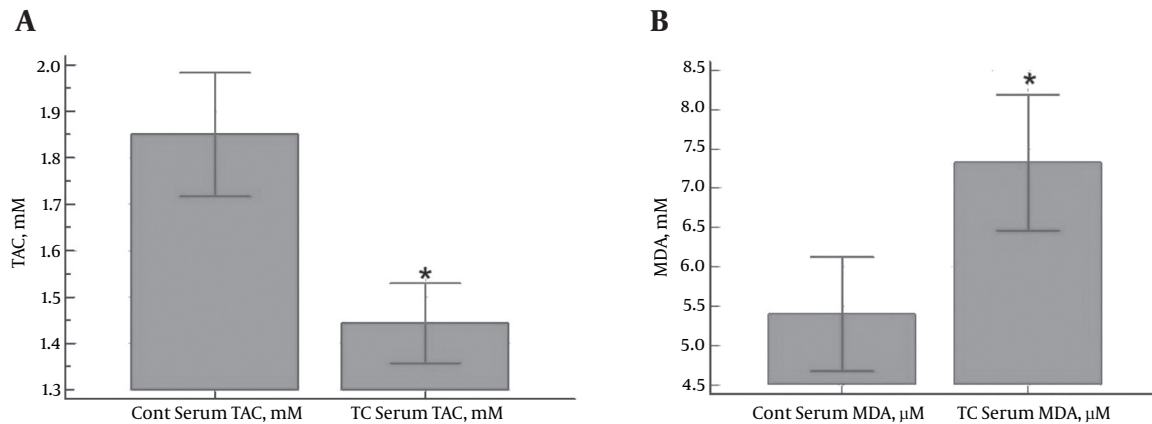 A
TAC, mM
2.0
1.9
1.8
1.7
1.6
1.5
1.4
1.3
*
Cont Serum TAC, mM
TC Serum TAC, mM
B
MDA, mM
8.5
8.0
7.5
7.0
6.5
6.0
5.5
5.0
4.5
*
Cont Serum MDA, µM
TC Serum MDA, µM